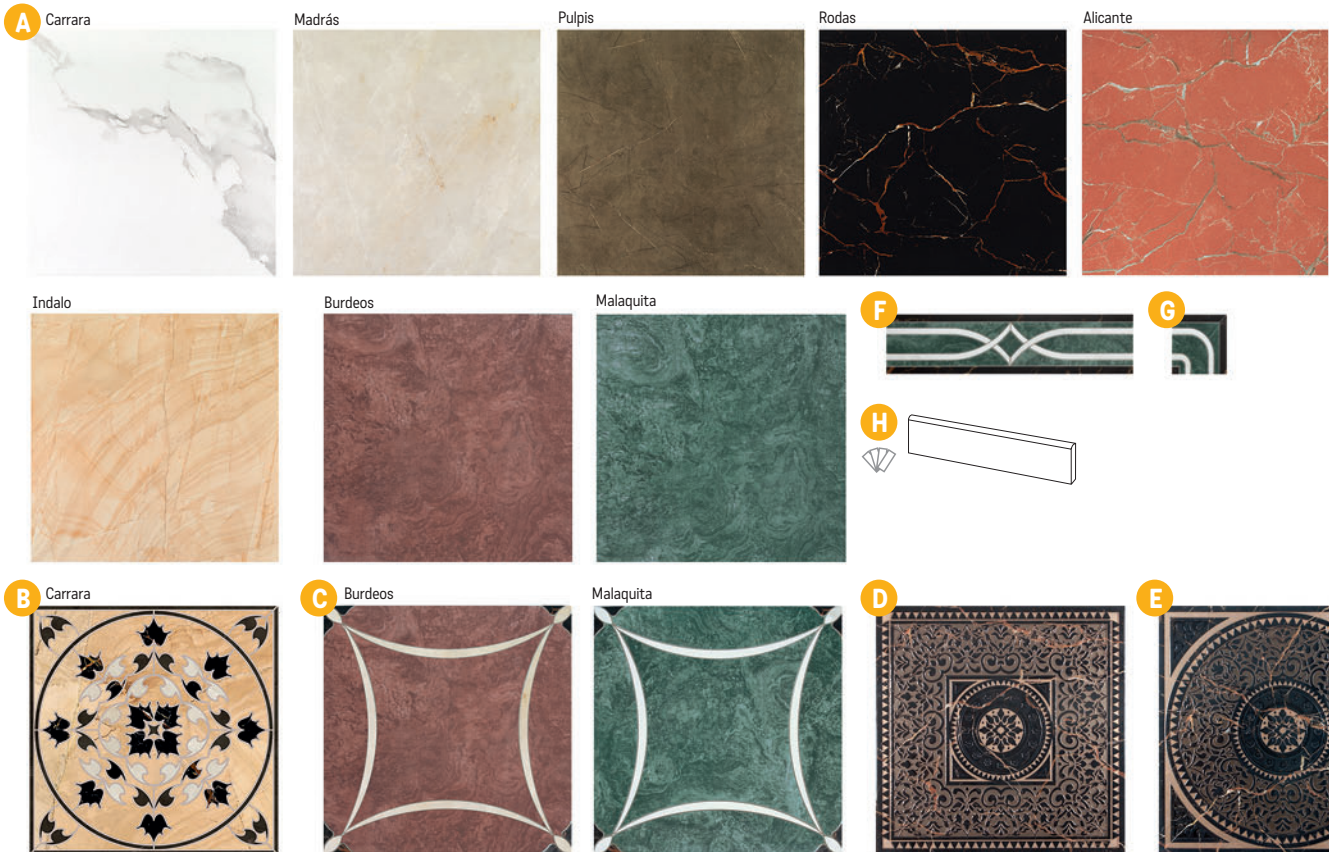 A Carrara Madrás Pulpis Rodas Alicante
Indalo Burdeos Malaquita F G
H
B Carrara C Burdeos Malaquita D E